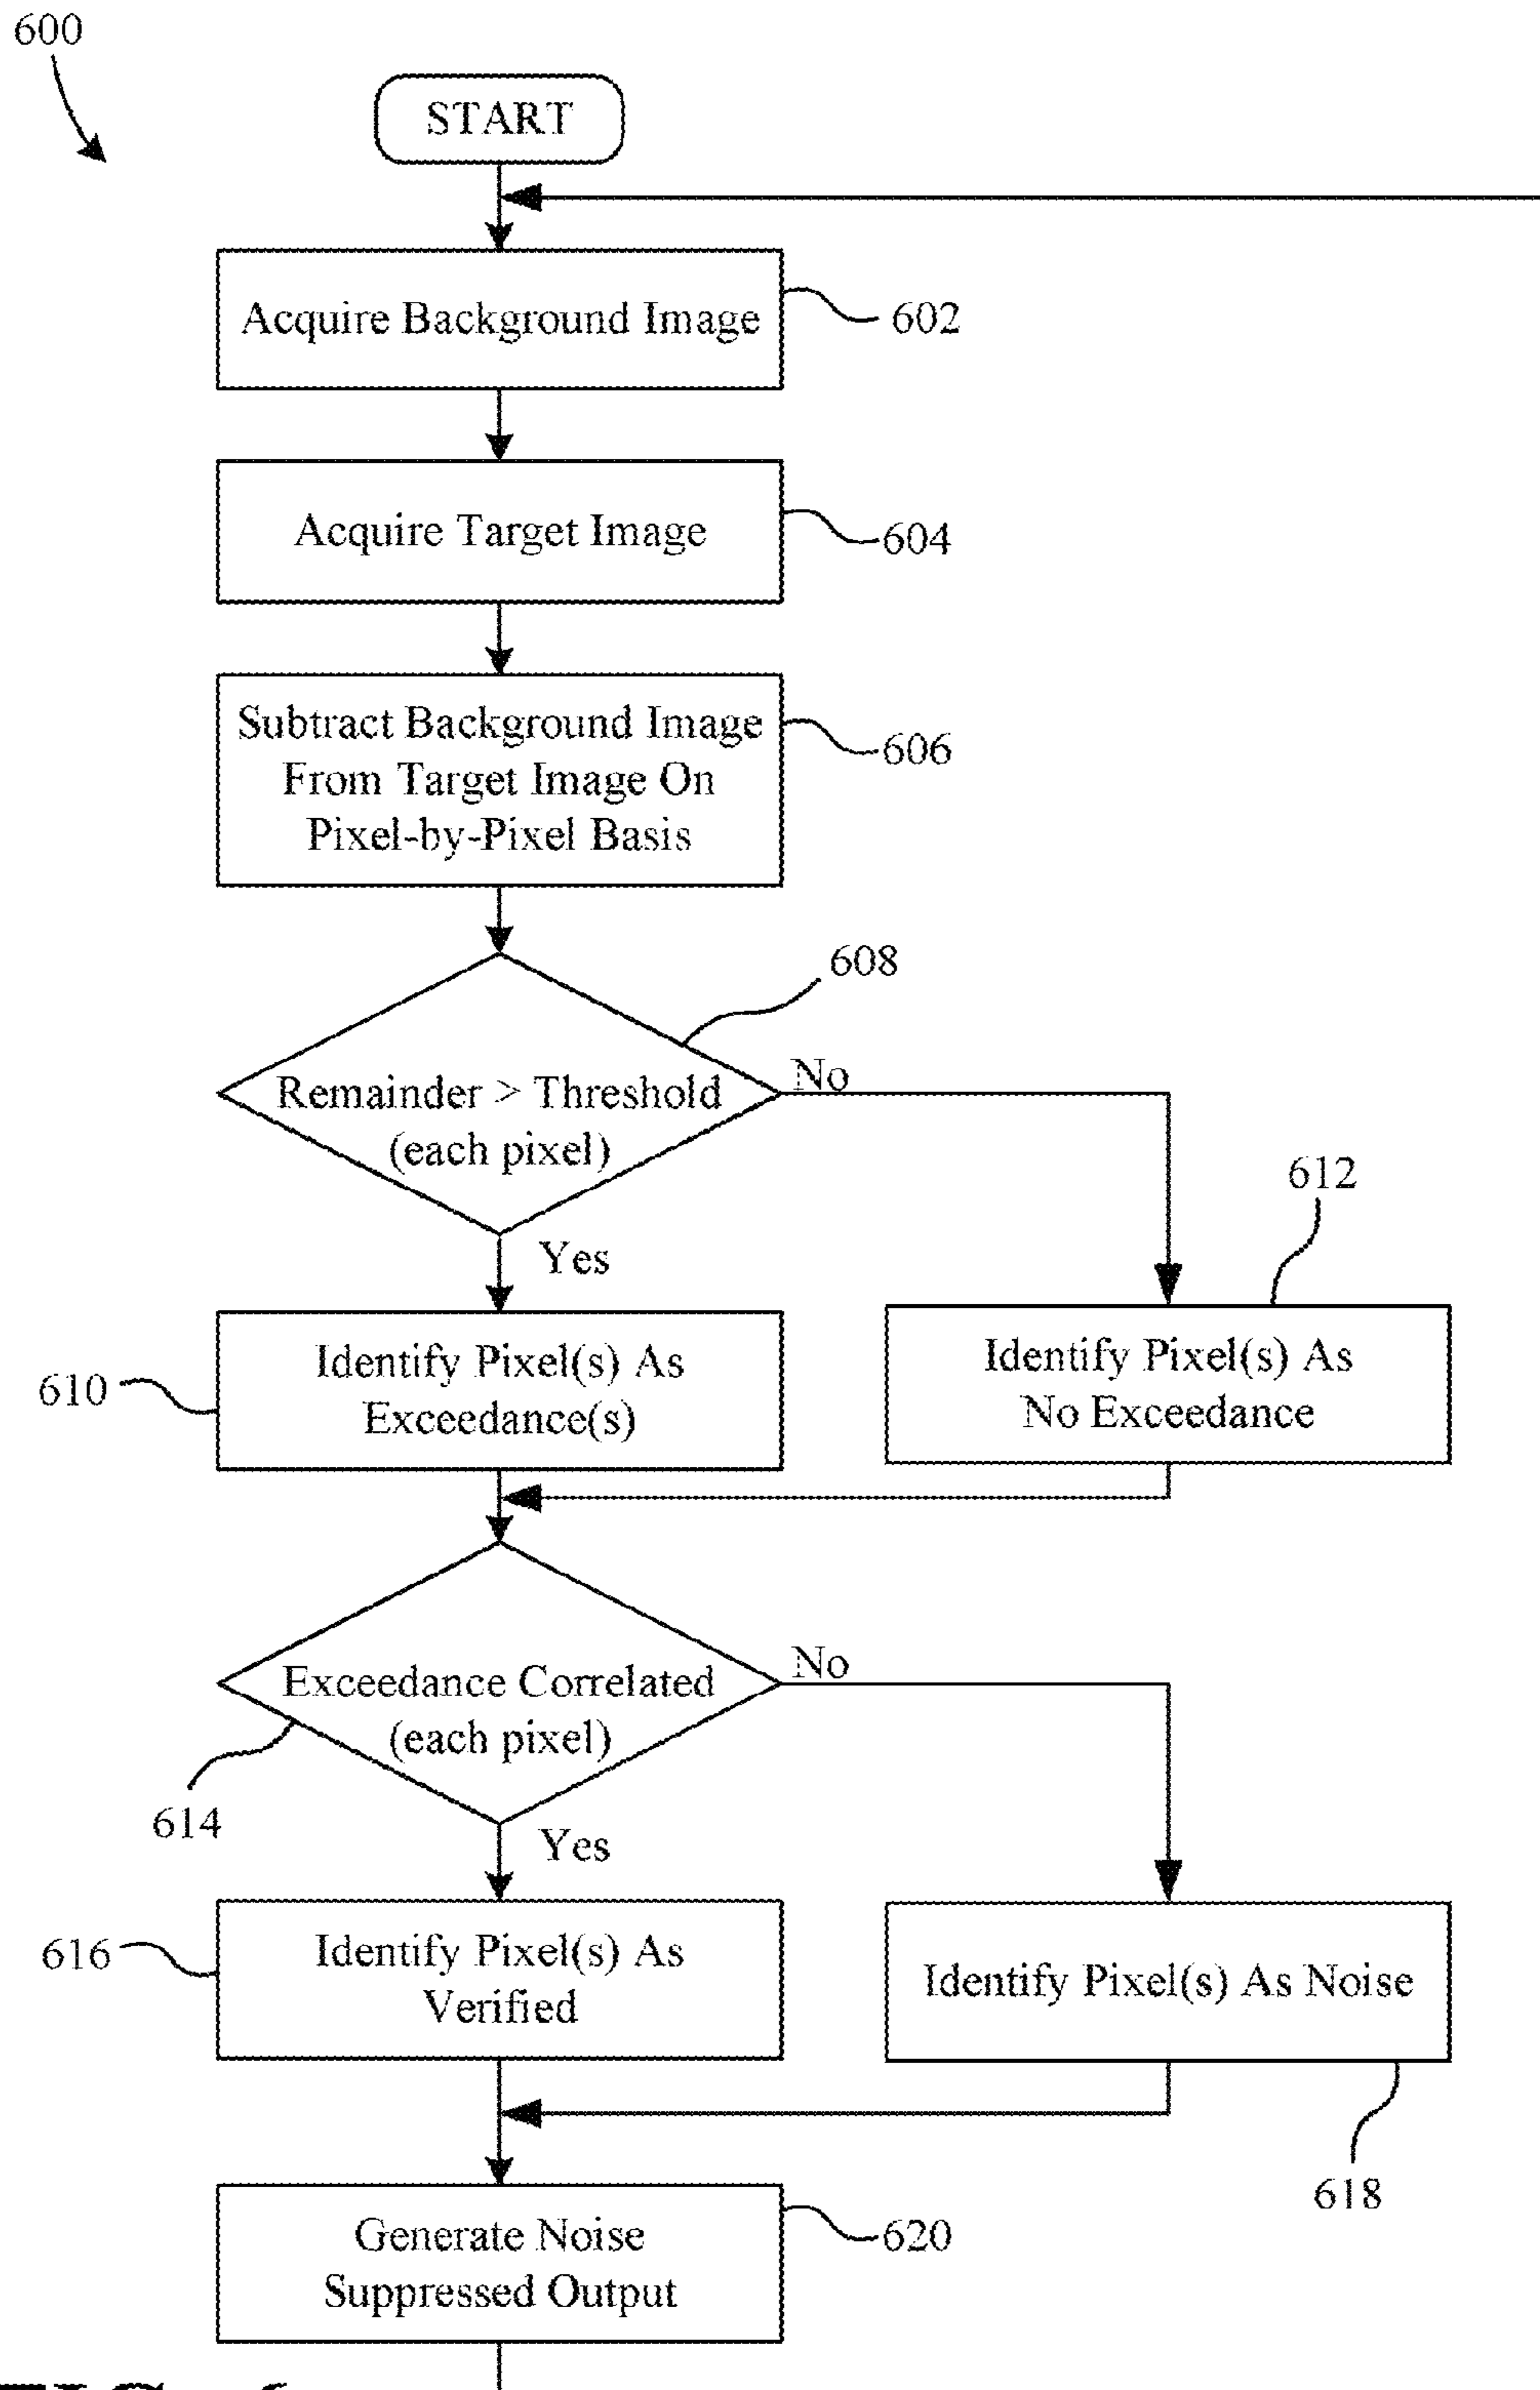 600
START
Acquire Background Image
602
Acquire Target Image
604
Subtract Background Image
From Target Image On
Pixel-by-Pixel Basis
606
608
Remainder > Threshold
(each pixel)
No
Yes
612
610
Identify Pixel(s) As
Exceedance(s)
Identify Pixel(s) As
No Exceedance
Exceedance Correlated
(each pixel)
No
614
Yes
616
Identify Pixel(s) As
Verified
Identify Pixel(s) As Noise
618
Generate Noise
Suppressed Output
620